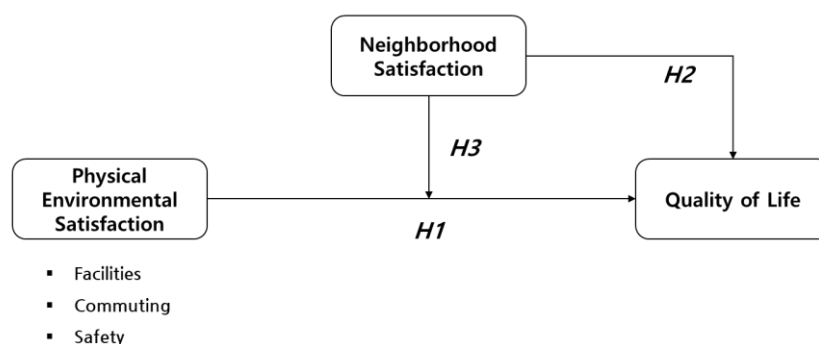 Neighborhood
Satisfaction
H2
H3
Physical
Environmental
Satisfaction
Quality of Life
H1
▪ Facilities
▪ Commuting
▪ Safety